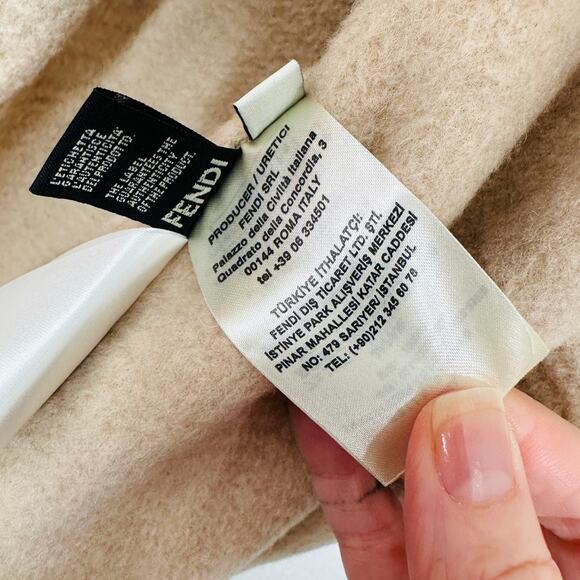 L'ETICHETTA
GARANTISCE
L'AUTENTICITA'
DEL PRODOTTO.
THE LABEL
GUARANTEES THE
AUTHENTICITY
OF THE PRODUCT.
FENDI
PRODUCER / URETICI
FENDI SRL
Palazzo della Civiltà Italiana
Quadrato della Concordia, 3
00144 ROMA ITALY
tel +39 06 334501
TÜRKİYE İTHALATÇI:
FENDI DIŞ TİCARET LTD. ŞTİ.
İSTİNYE PARK ALIŞVERİŞ MERKEZİ
PINAR MAHALLESİ KATAR CADDESİ
NO: 479 SARIYER/İSTANBUL
TEL: (+90)212 345 60 78